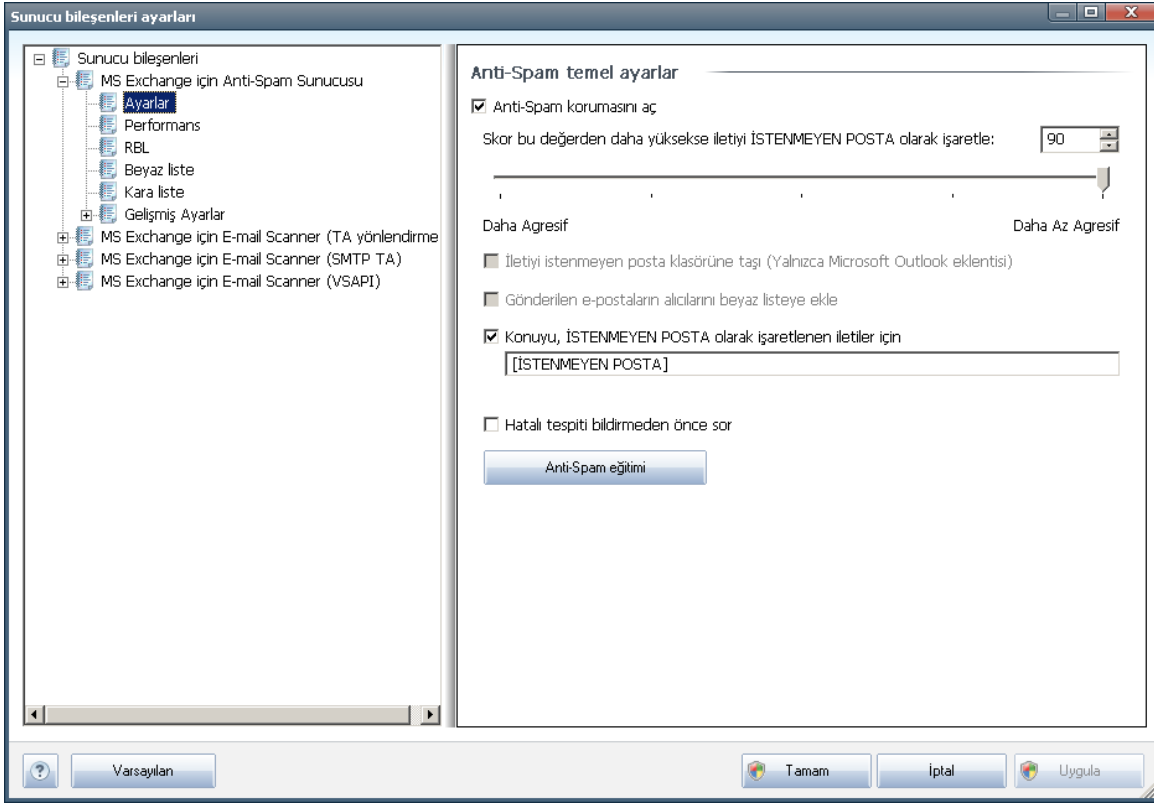 Sunucu bileşenleri ayarları
Sunucu bileşenleri
MS Exchange için Anti-Spam Sunucusu
Ayarlar
Performans
RBL
Beyaz liste
Kara liste
Gelişmiş Ayarlar
MS Exchange için E-mail Scanner (TA yönlendirme
MS Exchange için E-mail Scanner (SMTP TA)
MS Exchange için E-mail Scanner (VSAPI)
Anti-Spam temel ayarlar
Anti-Spam korumasını aç
Skor bu değerden daha yüksekse iletiyi İSTENMEYEN POSTA olarak işaretle: 90
Daha Agresif Daha Az Agresif
İletiyi istenmeyen posta klasörüne taşı (Yalnızca Microsoft Outlook eklentisi)
Gönderilen e-postaların alıcılarını beyaz listeye ekle
Konuyu, İSTENMEYEN POSTA olarak işaretlenen iletiler için
[İSTENMEYEN POSTA]
Hatalı tespiti bildirmeden önce sor
Anti-Spam eğitimi
? Varsayılan Tamam İptal Uygula